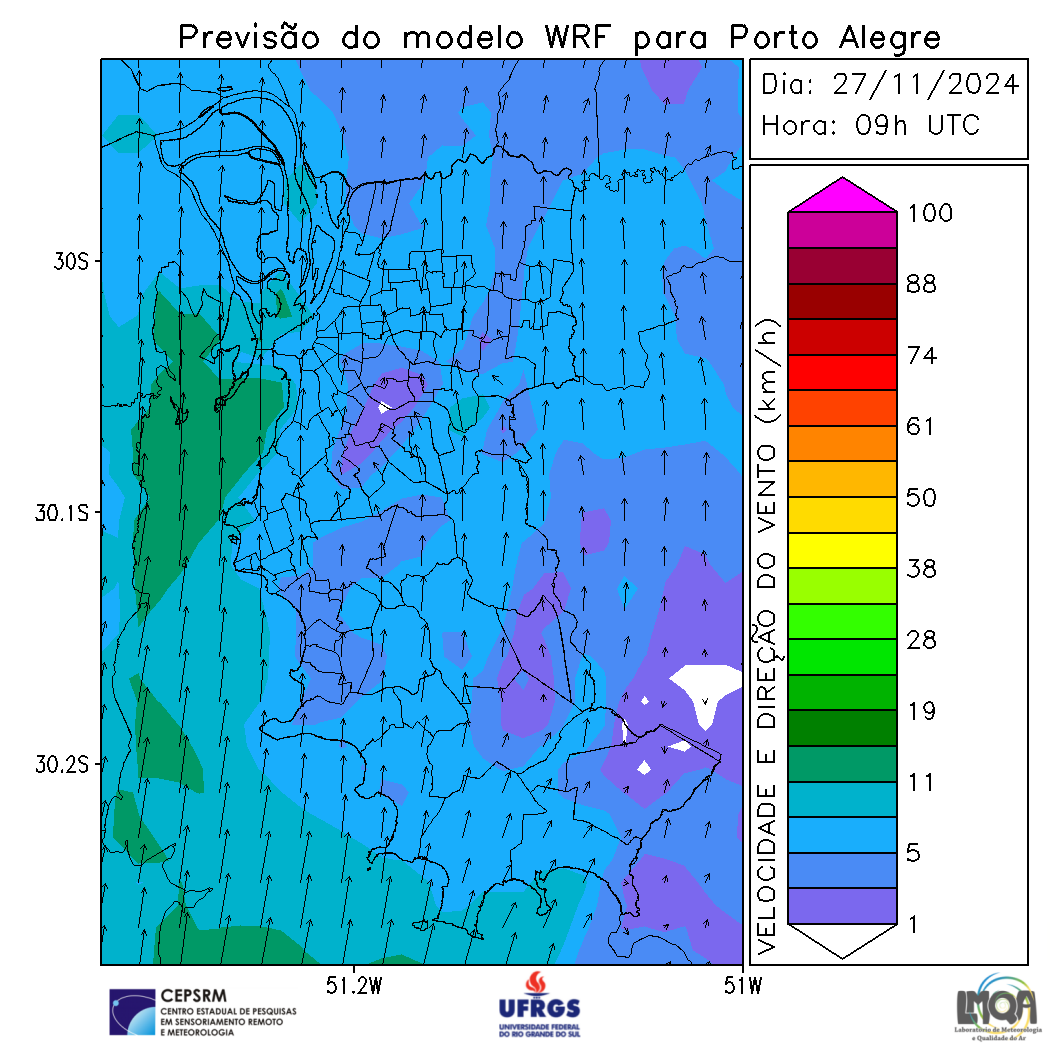 Previsão do modelo WRF para Porto Alegre
Dia: 27/11/2024
Hora: 09h UTC
30S
30.1S
30.2S
51.2W
51W
VELOCIDADE E DIREÇÃO DO VENTO (km/h)
100
88
74
61
50
38
28
19
11
5
1
CEPSRM
CENTRO ESTADUAL DE PESQUISAS
EM SENSORIAMENTO REMOTO
E METEOROLOGIA
UFRGS
UNIVERSIDADE FEDERAL
DO RIO GRANDE DO SUL
LMQA
Laboratório de Meteorologia
e Qualidade do Ar